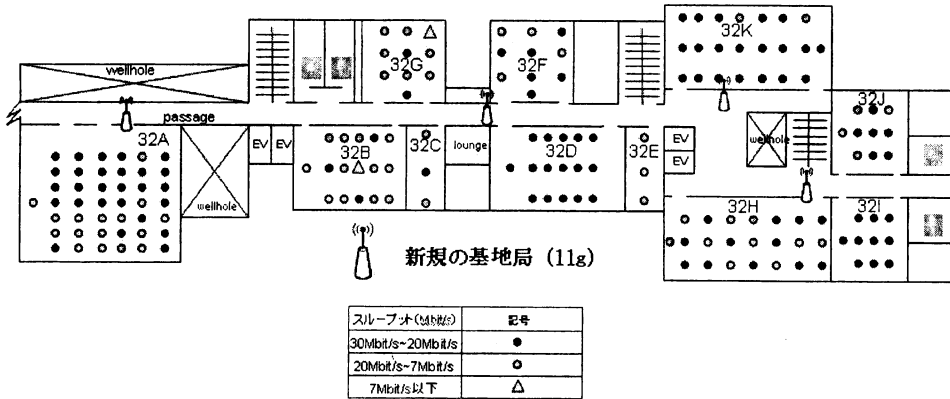 32K
wellhole
32G
32F
32J
passage
32A
32B
32C
lounge
32D
32E
EV
EV
EV
EV
wellhole
wellhole
32H
32I
新規の基地局 (11g)
スループット(Mbit/s)
記号
30Mbit/s~20Mbit/s
20Mbit/s~7Mbit/s
7Mbit/s以下